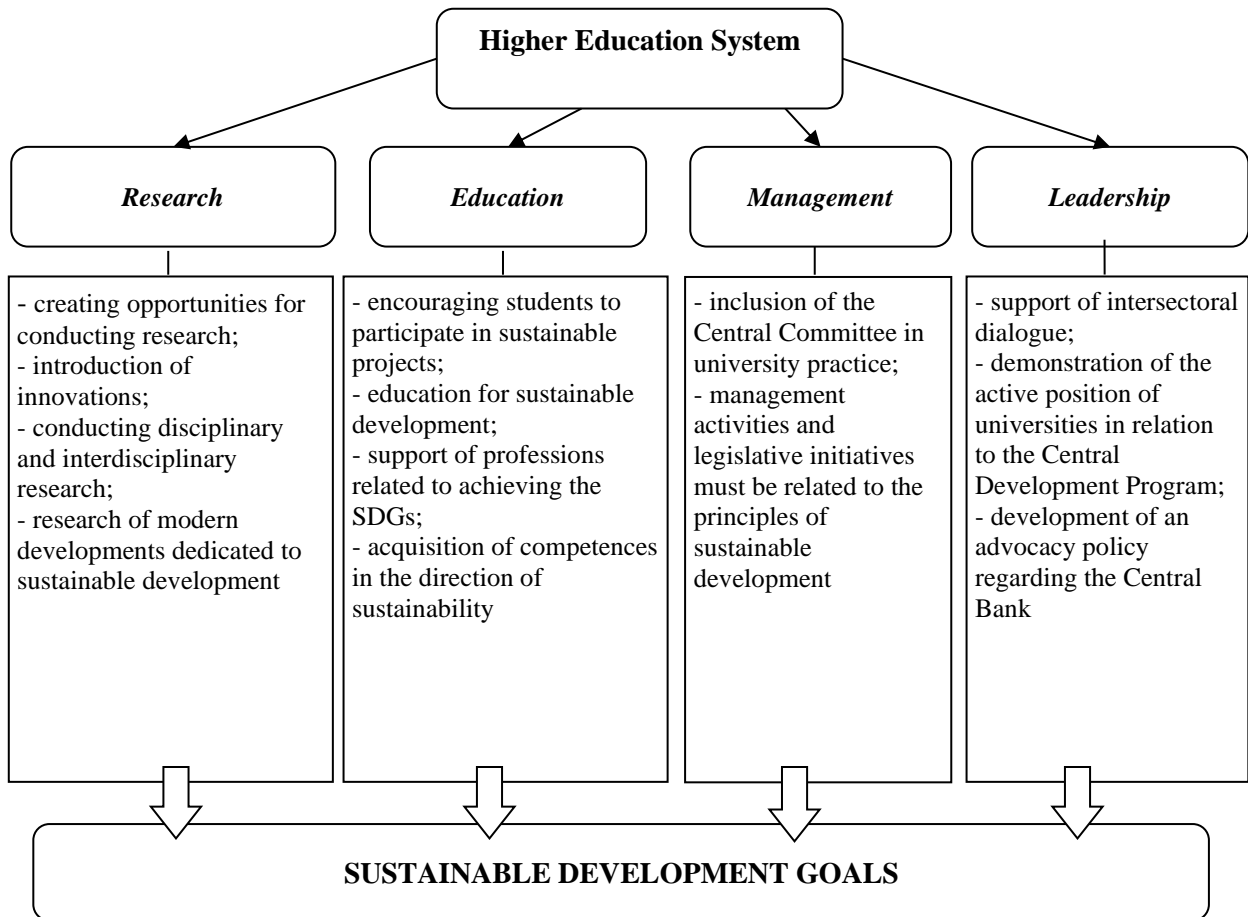 Higher Education System
Research
Education
Management
Leadership
- creating opportunities for
conducting research;
- introduction of
innovations;
- conducting disciplinary
and interdisciplinary
research;
- research of modern
developments dedicated to
sustainable development
- encouraging students to
participate in sustainable
projects;
- education for sustainable
development;
- support of professions
related to achieving the
SDGs;
- acquisition of competences
in the direction of
sustainability
- inclusion of the
Central Committee in
university practice;
- management
activities and
legislative initiatives
must be related to the
principles of
sustainable
development
- support of intersectoral
dialogue;
- demonstration of the
active position of
universities in relation
to the Central
Development Program;
- development of an
advocacy policy
regarding the Central
Bank
SUSTAINABLE DEVELOPMENT GOALS